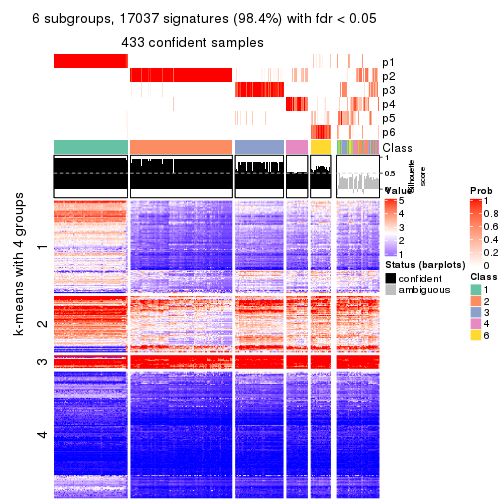 6 subgroups, 17037 signatures (98.4%) with fdr < 0.05
433 confident samples
p1
p2
p3
p4
p5
p6
Class
1
0.5
0
Silhouette
score
k-means with 4 groups
1
2
3
4
Value
5
4
3
2
1
Status (barplots)
confident
ambiguous
Prob
1
0.8
0.6
0.4
0.2
0
Class
1
2
3
4
6